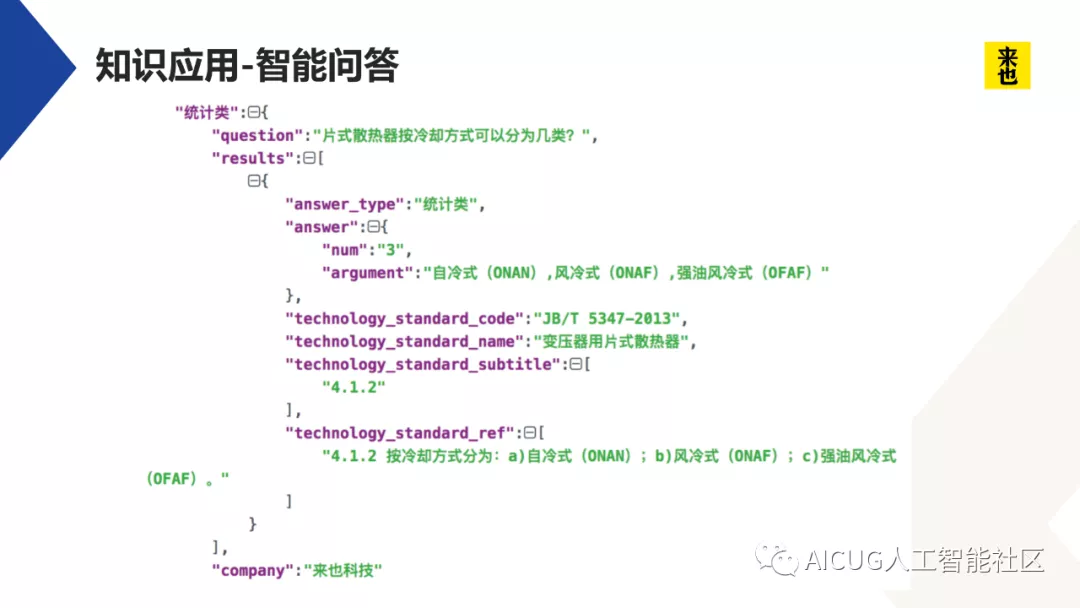 知识应用-智能问答
来也
"统计类":{
"question":"片式散热器按冷却方式可以分为几类？",
"results":[
{
"answer_type":"统计类",
"answer":{
"num":"3",
"argument":"自冷式（ONAN）,风冷式（ONAF）,强油风冷式（OFAF）"
},
"technology_standard_code":"JB/T 5347-2013",
"technology_standard_name":"变压器用片式散热器",
"technology_standard_subtitle":[
"4.1.2"
],
"technology_standard_ref":[
"4.1.2 按冷却方式分为：a)自冷式（ONAN）；b)风冷式（ONAF）；c)强油风冷式
（OFAF）。"
]
}
],
"company":"来也科技"
AICUG人工智能社区